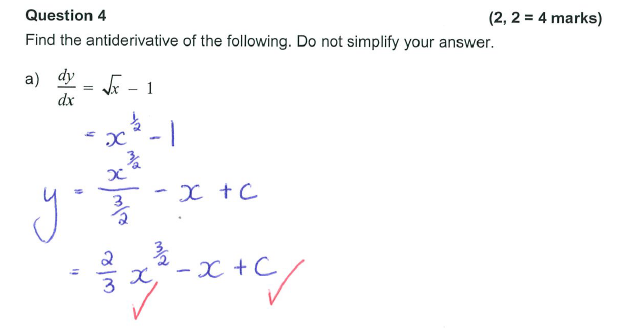 Question 4 (2, 2 = 4 marks)
Find the antiderivative of the following. Do not simplify your answer.
a) dy/dx = √x − 1
= x^(1/2) − 1
y = x^(3/2)/(3/2) − x + c
= 2/3 x^(3/2) − x + c ✓ ✓